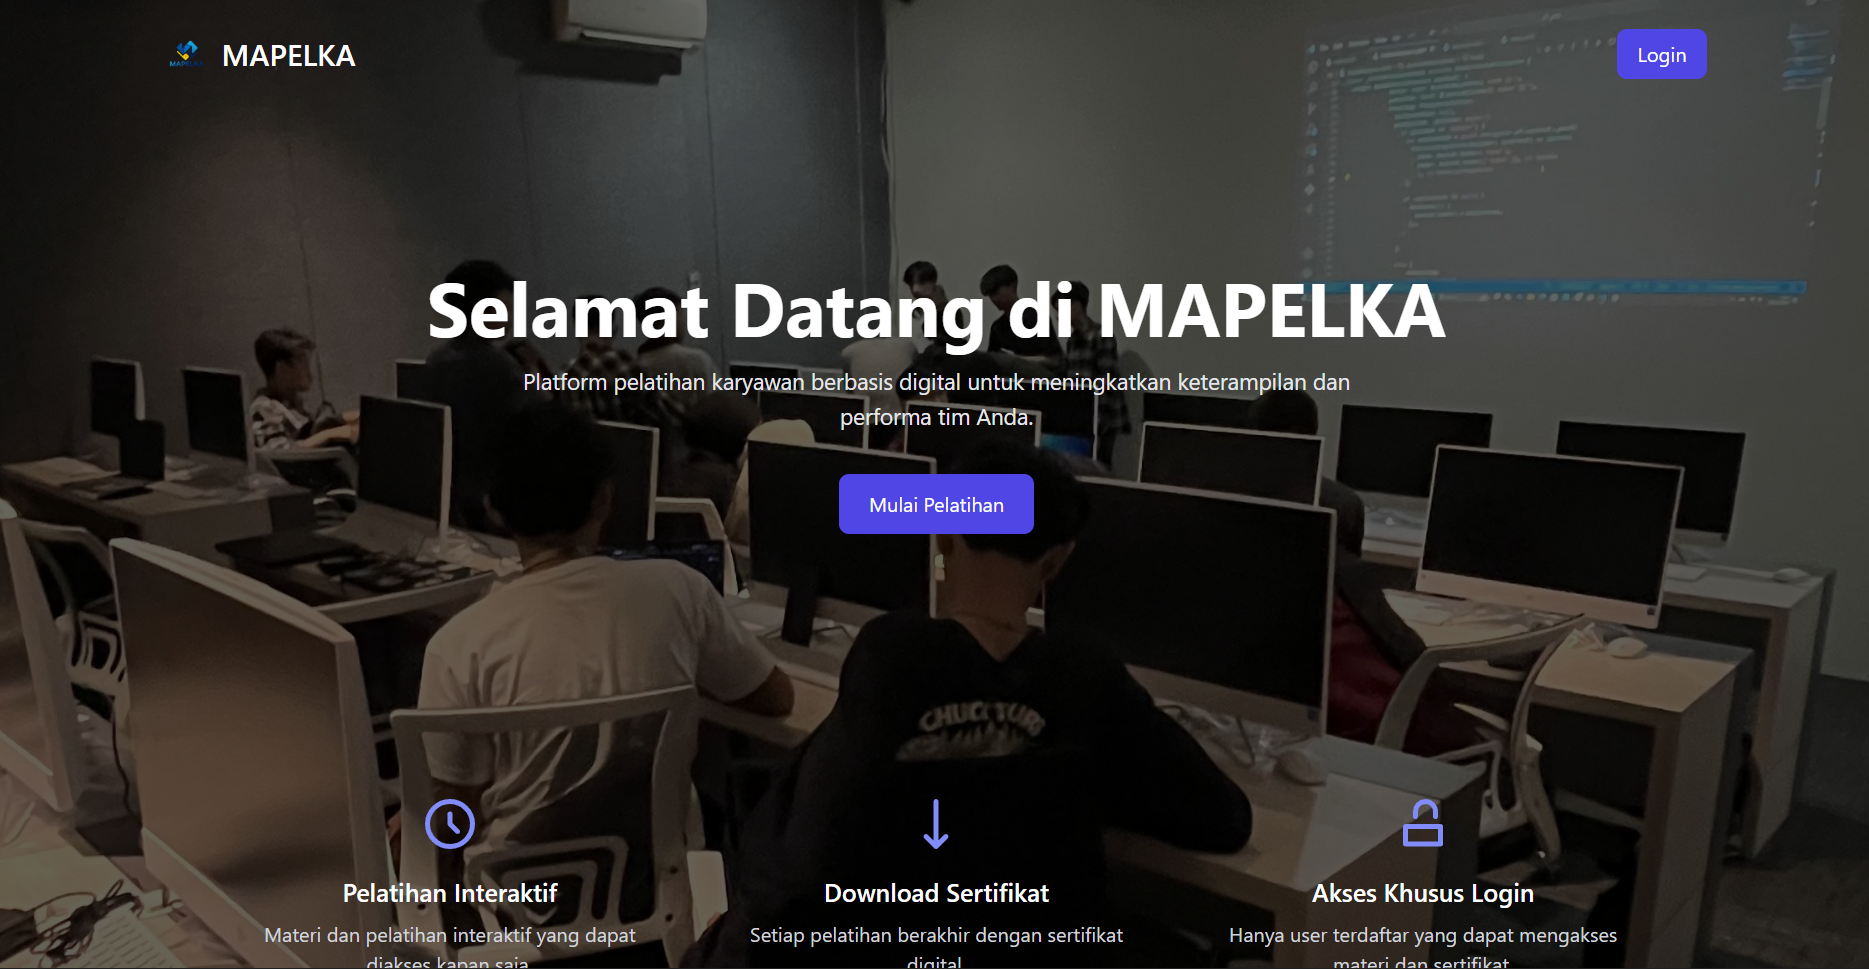 MAPELKA
Login
Selamat Datang di MAPELKA
Platform pelatihan karyawan berbasis digital untuk meningkatkan keterampilan dan
performa tim Anda.
Mulai Pelatihan
Pelatihan Interaktif
Materi dan pelatihan interaktif yang dapat
diakses kapan saja.
Download Sertifikat
Setiap pelatihan berakhir dengan sertifikat
digital.
Akses Khusus Login
Hanya user terdaftar yang dapat mengakses
materi dan sertifikat.